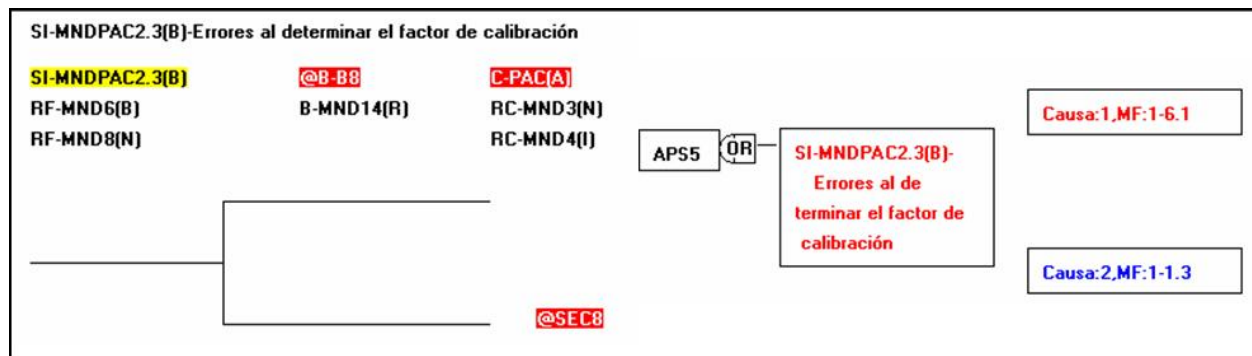 SI-MNDPAC2.3(B)-Errores al determinar el factor de calibración
SI-MNDPAC2.3(B) @B-B8 C-PAC(A)
RF-MND6(B) B-MND14(R) RC-MND3(N)
RF-MND8(N) RC-MND4(I)
@SEC8
APS5 OR
SI-MNDPAC2.3(B)-
Errores al de
terminar el factor de
calibración
Causa:1,MF:1-6.1
Causa:2,MF:1-1.3